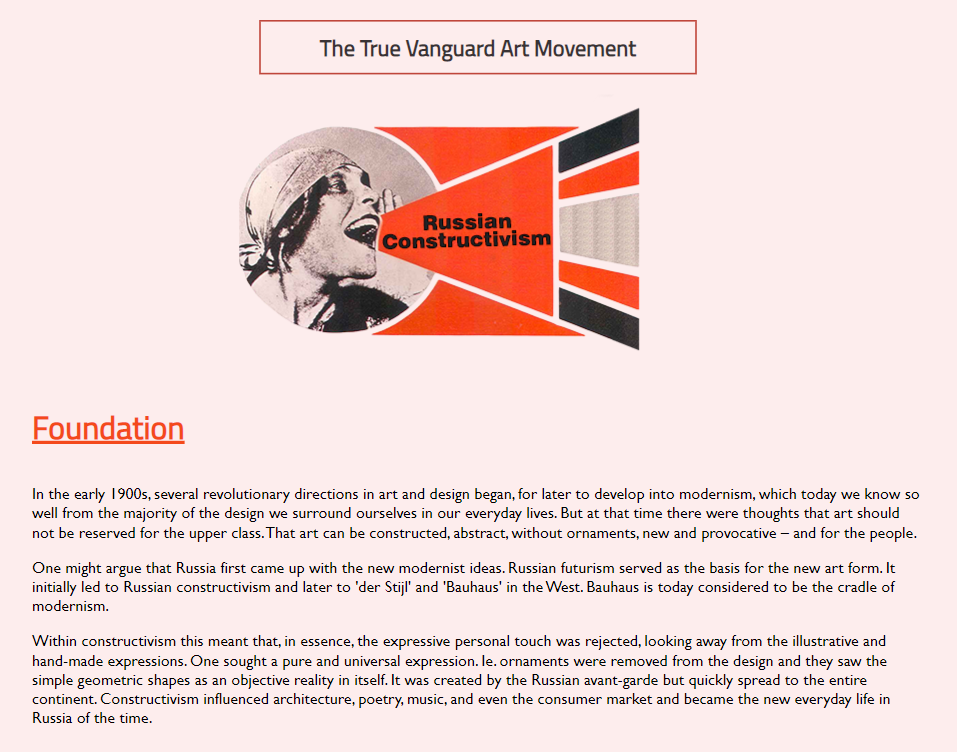 The True Vanguard Art Movement
Russian
Constructivism
Foundation
In the early 1900s, several revolutionary directions in art and design began, for later to develop into modernism, which today we know so
well from the majority of the design we surround ourselves in our everyday lives. But at that time there were thoughts that art should
not be reserved for the upper class. That art can be constructed, abstract, without ornaments, new and provocative – and for the people.
One might argue that Russia first came up with the new modernist ideas. Russian futurism served as the basis for the new art form. It
initially led to Russian constructivism and later to 'der Stijl' and 'Bauhaus' in the West. Bauhaus is today considered to be the cradle of
modernism.
Within constructivism this meant that, in essence, the expressive personal touch was rejected, looking away from the illustrative and
hand-made expressions. One sought a pure and universal expression. Ie. ornaments were removed from the design and they saw the
simple geometric shapes as an objective reality in itself. It was created by the Russian avant-garde but quickly spread to the entire
continent. Constructivism influenced architecture, poetry, music, and even the consumer market and became the new everyday life in
Russia of the time.